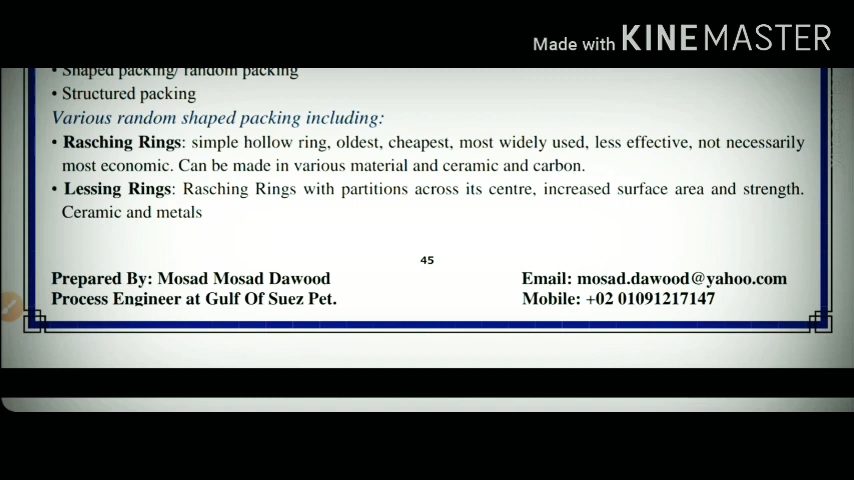 Made with KINEMASTER
• Shaped packing/ random packing
• Structured packing
Various random shaped packing including:
• Rasching Rings: simple hollow ring, oldest, cheapest, most widely used, less effective, not necessarily
most economic. Can be made in various material and ceramic and carbon.
• Lessing Rings: Rasching Rings with partitions across its centre, increased surface area and strength.
Ceramic and metals
45
Prepared By: Mosad Mosad Dawood
Email: mosad.dawood@yahoo.com
Process Engineer at Gulf Of Suez Pet.
Mobile: +02 01091217147